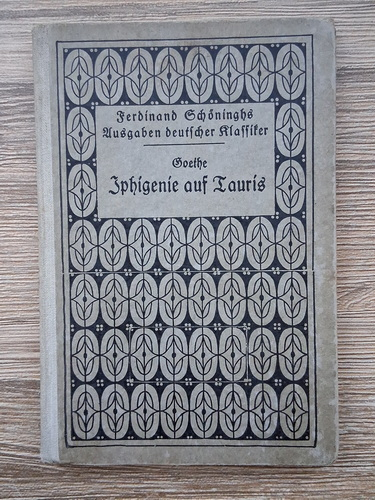 Ferdinand Schöninghs
Ausgaben deutscher Klassiker
Goethe
Iphigenie auf Tauris